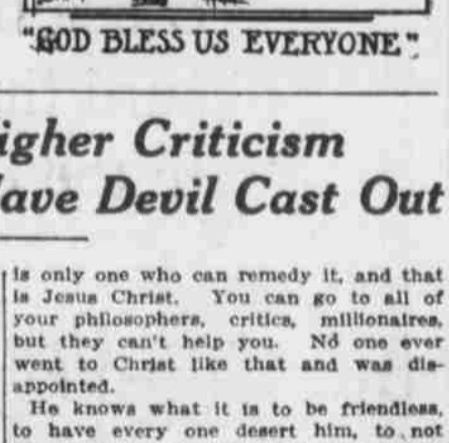 "GOD BLESS US EVERYONE"
igher Criticism
ave Devil Cast Out
is only one who can remedy it, and that
is Jesus Christ. You can go to all of
your philosophers, critics, millionaires,
but they can't help you. No one ever
went to Christ like that and was dis-
appointed.
He knows what it is to be friendless,
to have every one desert him, to not